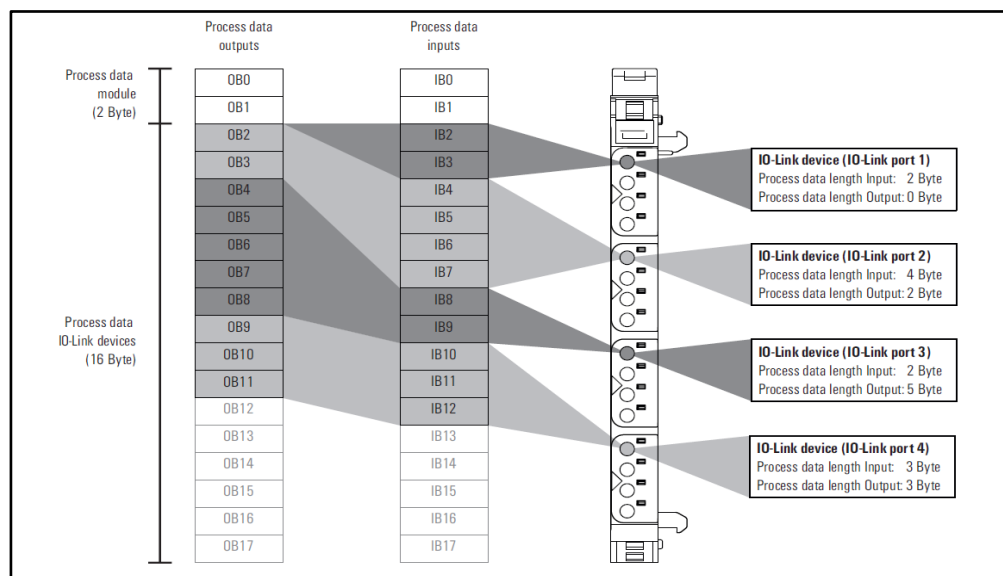 Process data
outputs
Process data
inputs
Process data
module
(2 Byte)
Process data
IO-Link devices
(16 Byte)
OB0
OB1
OB2
OB3
OB4
OB5
OB6
OB7
OB8
OB9
OB10
OB11
OB12
OB13
OB14
OB15
OB16
OB17
IB0
IB1
IB2
IB3
IB4
IB5
IB6
IB7
IB8
IB9
IB10
IB11
IB12
IB13
IB14
IB15
IB16
IB17
IO-Link device (IO-Link port 1)
Process data length Input: 2 Byte
Process data length Output: 0 Byte
IO-Link device (IO-Link port 2)
Process data length Input: 4 Byte
Process data length Output: 2 Byte
IO-Link device (IO-Link port 3)
Process data length Input: 2 Byte
Process data length Output: 5 Byte
IO-Link device (IO-Link port 4)
Process data length Input: 3 Byte
Process data length Output: 3 Byte